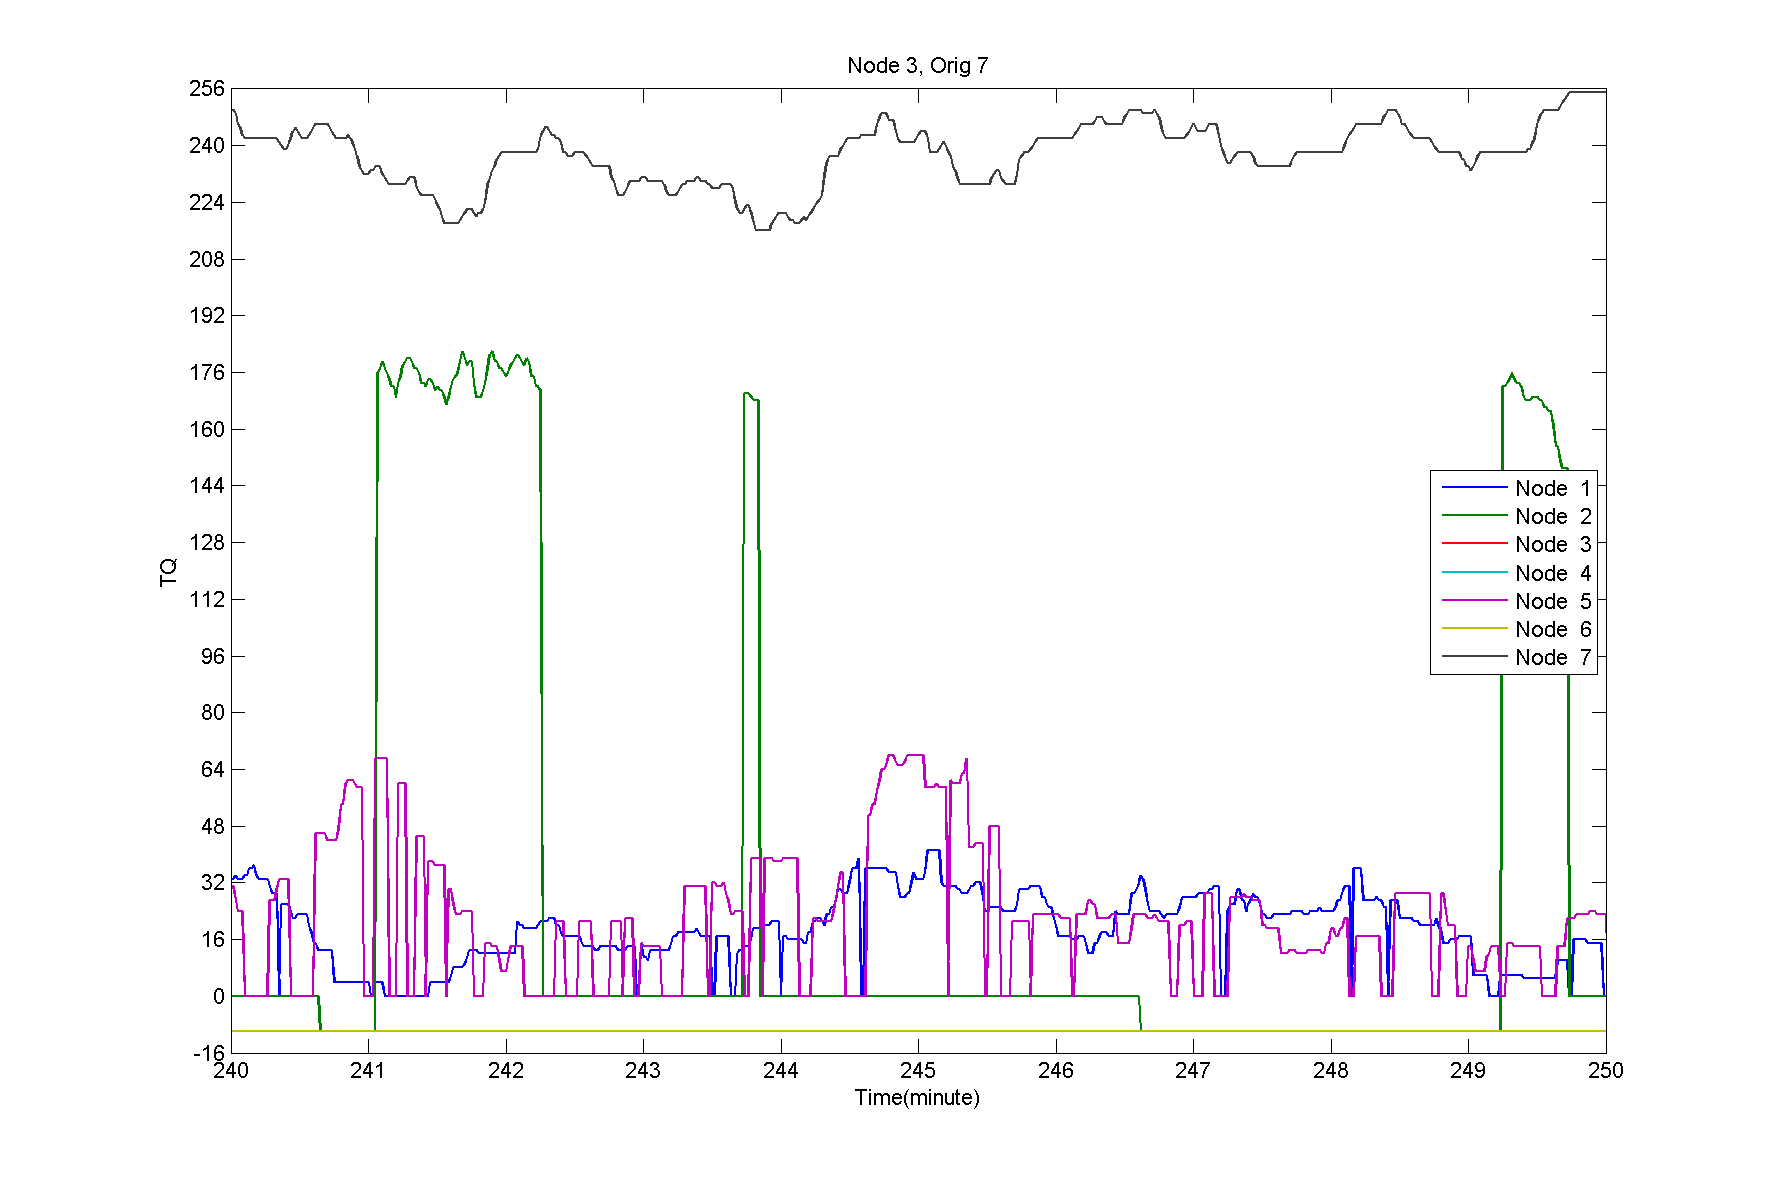 Node 3, Orig 7
256
240
224
208
192
176
160
144
128
112
96
80
64
48
32
16
0
-16
TQ
Node 1
Node 2
Node 3
Node 4
Node 5
Node 6
Node 7
240 241 242 243 244 245 246 247 248 249 250
Time(minute)